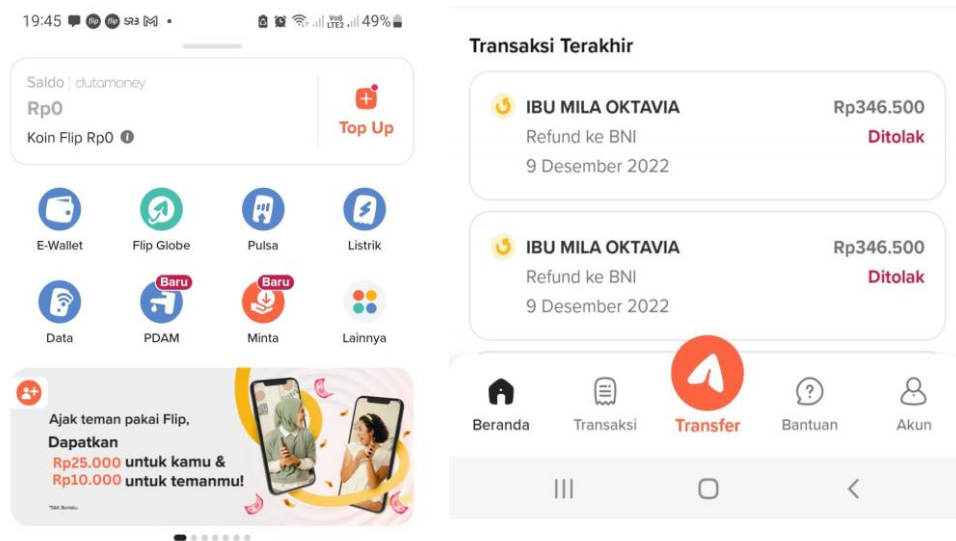 19:45
49%
Saldo dutamoney
Rp0
Koin Flip Rp0
Top Up
E-Wallet
Flip Globe
Pulsa
Listrik
Baru
Baru
Data
PDAM
Minta
Lainnya
Ajak teman pakai Flip,
Dapatkan
Rp25.000 untuk kamu &
Rp10.000 untuk temanmu!
*S&K Berlaku
Transaksi Terakhir
IBU MILA OKTAVIA Rp346.500
Refund ke BNI Ditolak
9 Desember 2022
IBU MILA OKTAVIA Rp346.500
Refund ke BNI Ditolak
9 Desember 2022
Beranda
Transaksi
Transfer
Bantuan
Akun